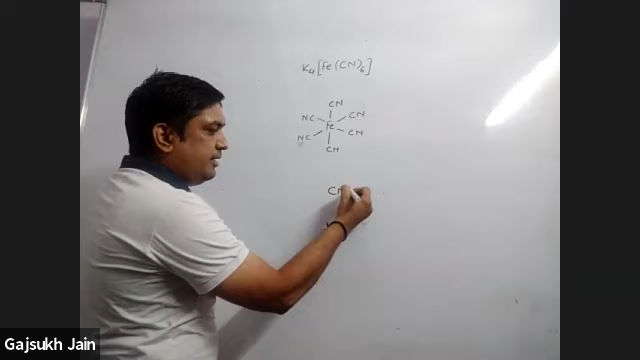 K4[Fe(CN)6]
CN
NC CN
Fe
NC CN
CN
CN
Gajsukh Jain